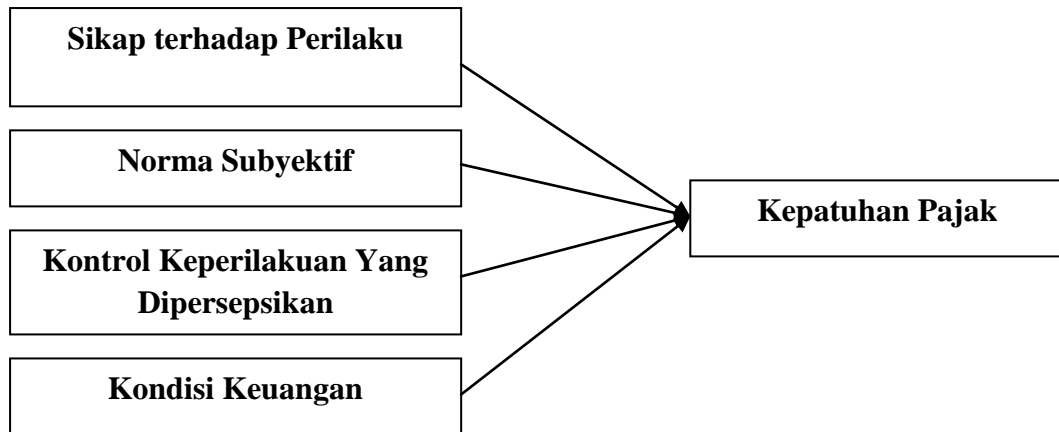 Sikap terhadap Perilaku
Norma Subyektif
Kontrol Keperilakuan Yang
Dipersepsikan
Kondisi Keuangan
Kepatuhan Pajak